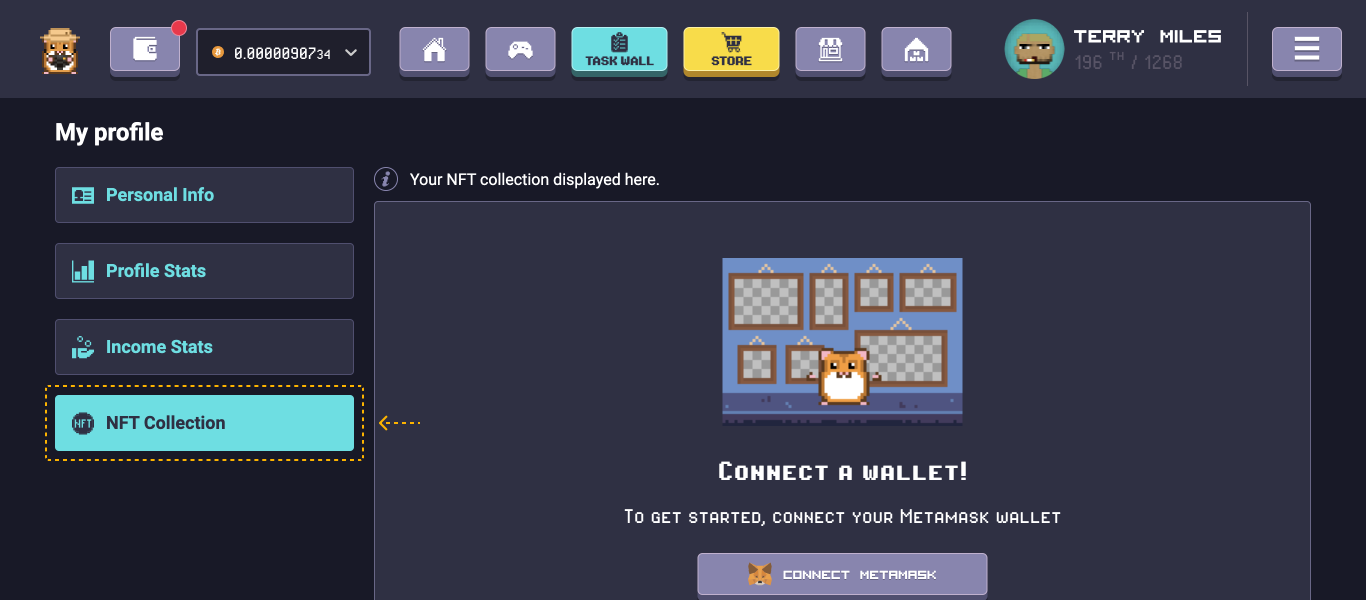 0.0000090734
TASK WALL
STORE
TERRY MILES
196 TH / 1268
My profile
Personal Info
Profile Stats
Income Stats
NFT
NFT Collection
i
Your NFT collection displayed here.
CONNECT A WALLET!
TO GET STARTED, CONNECT YOUR METAMASK WALLET
CONNECT METAMASK